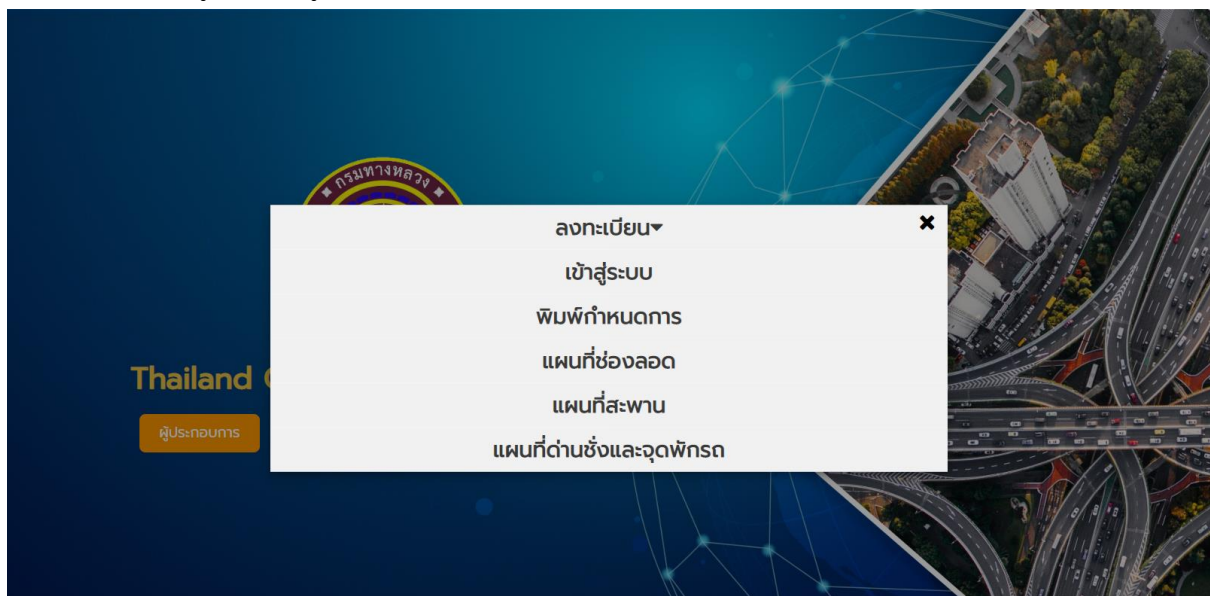 กรมทางหลวง
ลงทะเบียน
เข้าสู่ระบบ
พิมพ์กำหนดการ
แผนที่ช่องลอด
แผนที่สะพาน
แผนที่ด่านชั่งและจุดพักรถ
Thailand
ผู้ประกอบการ